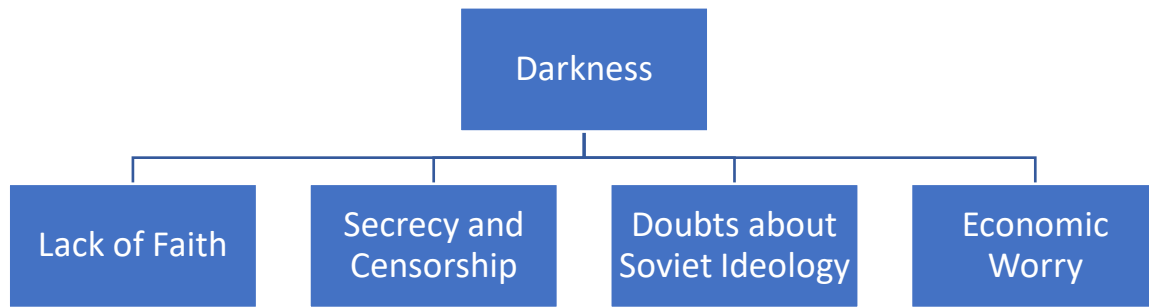 Darkness
Lack of Faith
Secrecy and
Censorship
Doubts about
Soviet Ideology
Economic
Worry